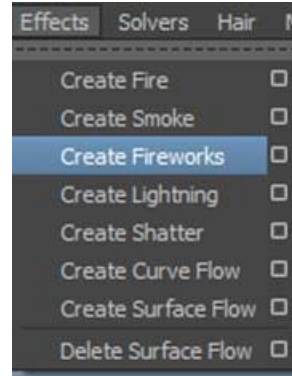 Effects Solvers Hair
Create Fire
Create Smoke
Create Fireworks
Create Lightning
Create Shatter
Create Curve Flow
Create Surface Flow
Delete Surface Flow